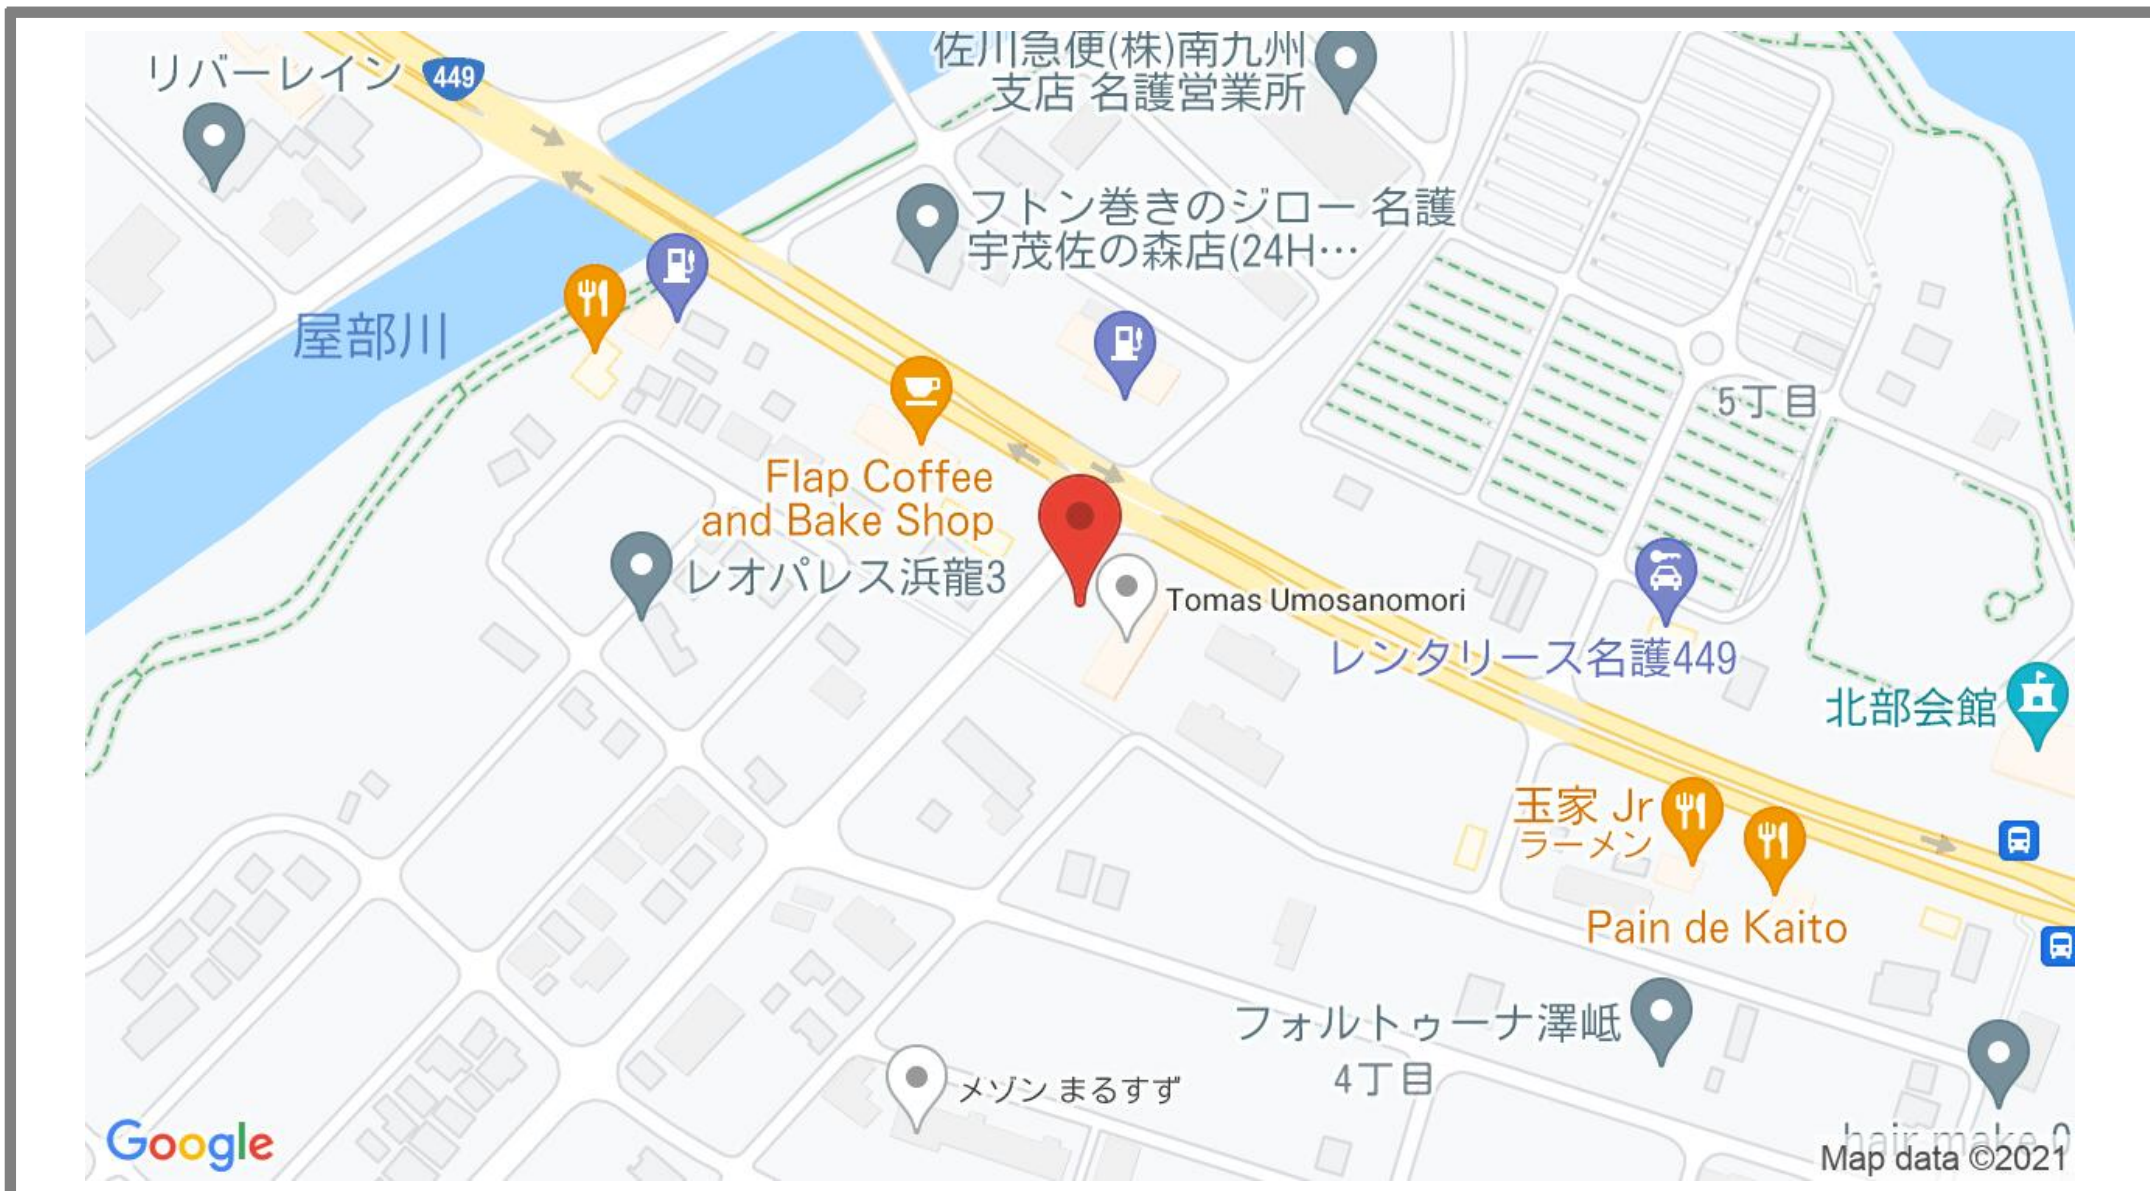 佐川急便(株)南九州
支店 名護営業所
リバーレイン
449
フトン巻きのジロー 名護
宇茂佐の森店(24H…
屋部川
5丁目
Flap Coffee
and Bake Shop
レオパレス浜龍3
Tomas Umosanomori
レンタリース名護449
北部会館
玉家 Jr
ラーメン
Pain de Kaito
フォルトゥーナ澤岻
4丁目
メゾン まるすず
hair make
Google
Map data ©2021